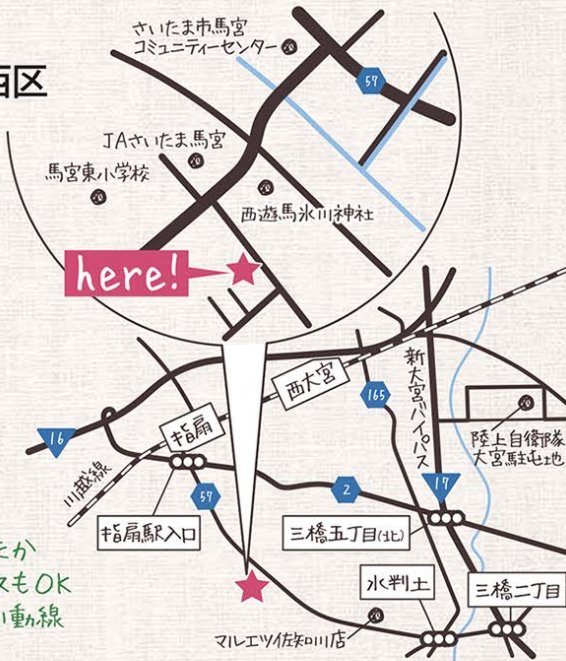 西区
さいたま市馬宮
コミュニティーセンター
57
JAさいたま馬宮
馬宮東小学校
西遊馬氷川神社
here!
西大宮
165
新大宮バイパス
陸上自衛隊
大宮駐屯地
16
指扇
川越線
57
2
17
指扇駅入口
三橋五丁目(北)
水判土
三橋二丁目
マルエツ佐知川店
たか
スもOK
い動線